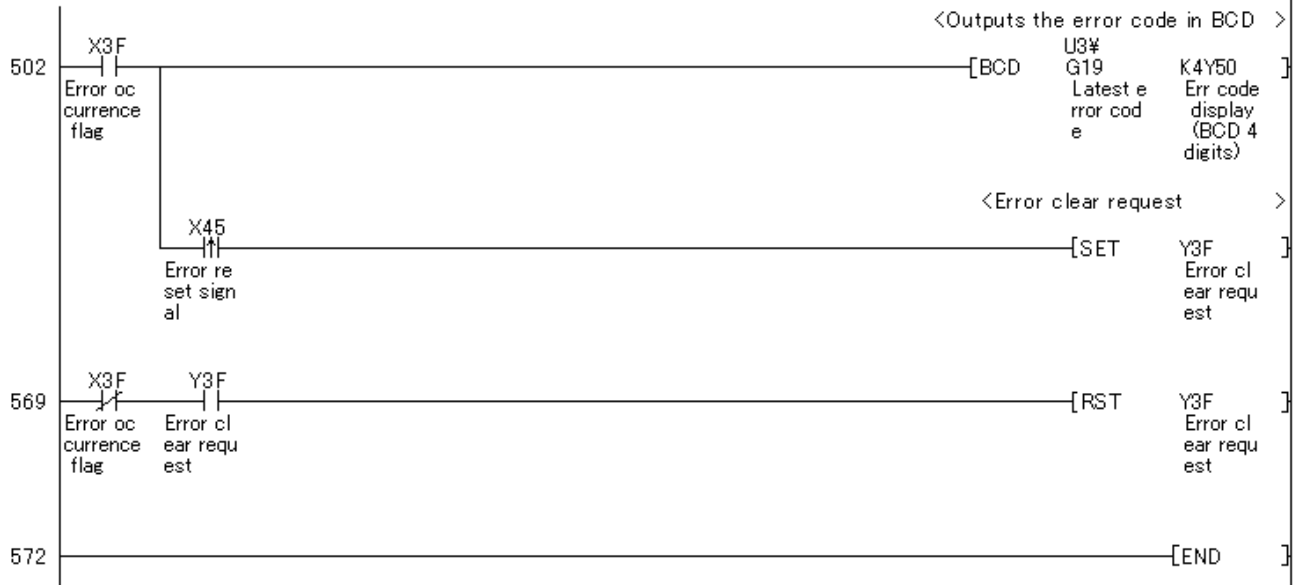 <Outputs the error code in BCD >
X3F
U3¥
502
[BCD G19 K4Y50 ]
Error oc
currence
flag
Latest e
rror cod
e
Err code
display
(BCD 4
digits)
<Error clear request >
X45
[SET Y3F ]
Error re
set sign
al
Error cl
ear requ
est
X3F Y3F
569
[RST Y3F ]
Error oc
currence
flag
Error cl
ear requ
est
Error cl
ear requ
est
572
[END ]